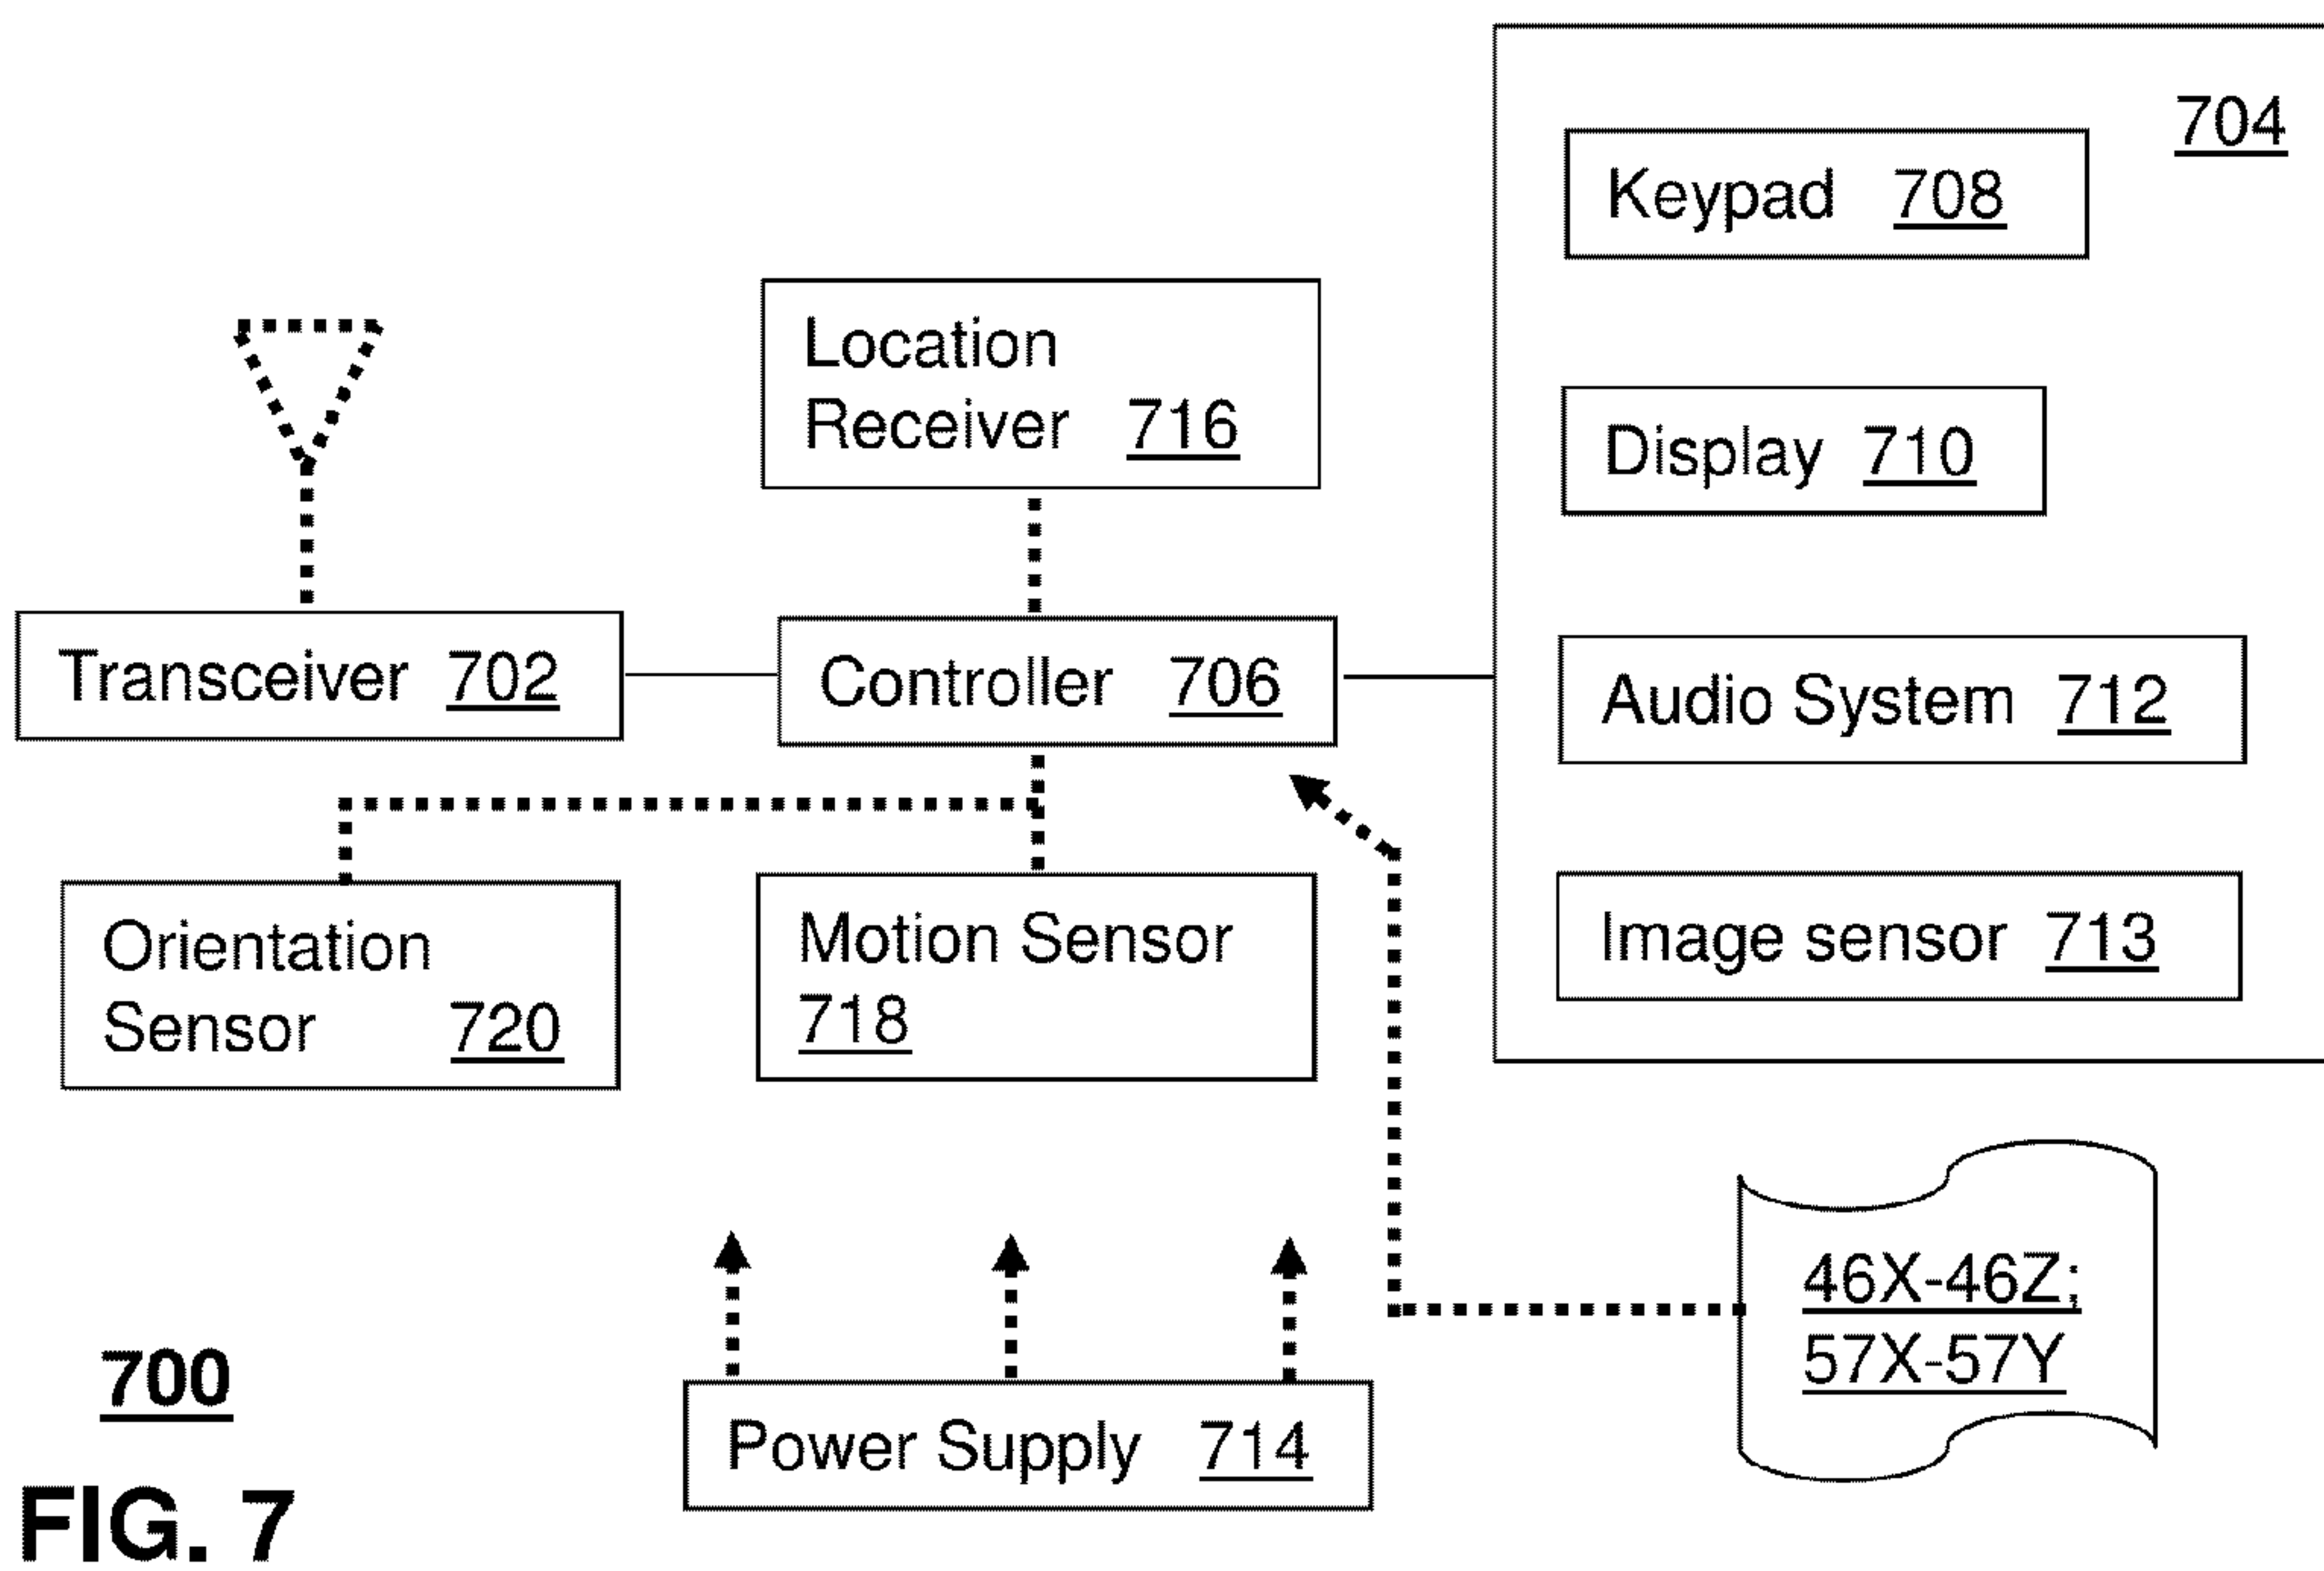 704
Keypad 708
Location
Receiver 716
Display 710
Transceiver 702
Controller 706
Audio System 712
Orientation
Sensor 720
Motion Sensor
718
Image sensor 713
46X-46Z;
57X-57Y
700
Power Supply 714
FIG. 7